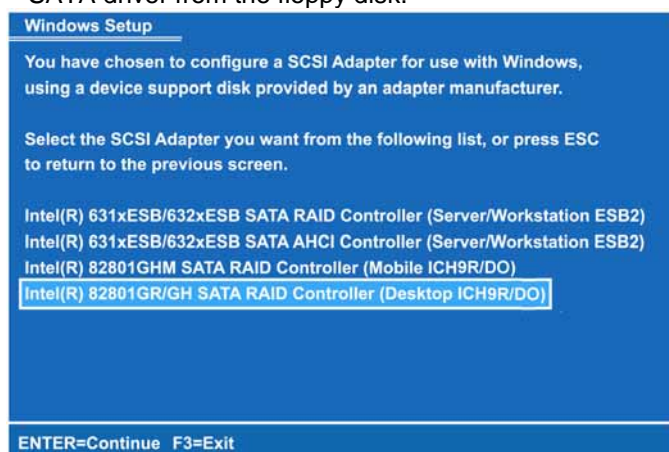 SATA driver from the floppy disk.
Windows Setup
You have chosen to configure a SCSI Adapter for use with Windows,
using a device support disk provided by an adapter manufacturer.
Select the SCSI Adapter you want from the following list, or press ESC
to return to the previous screen.
Intel(R) 631xESB/632xESB SATA RAID Controller (Server/Workstation ESB2)
Intel(R) 631xESB/632xESB SATA AHCI Controller (Server/Workstation ESB2)
Intel(R) 82801GHM SATA RAID Controller (Mobile ICH9R/DO)
Intel(R) 82801GR/GH SATA RAID Controller (Desktop ICH9R/DO)
ENTER=Continue F3=Exit